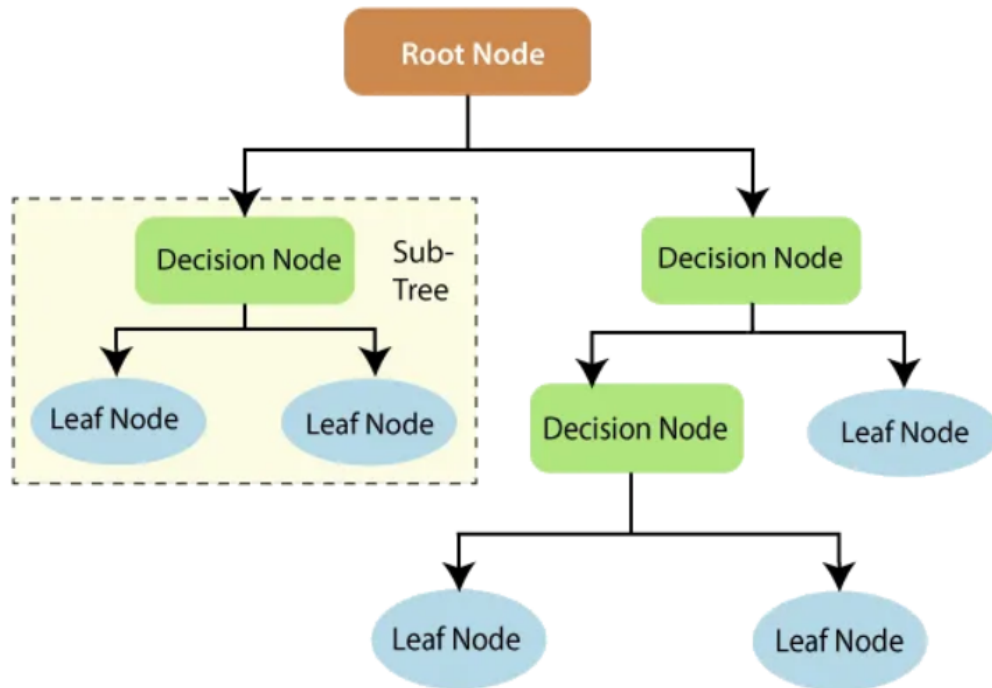 Root Node
Decision Node
Sub-
Tree
Decision Node
Leaf Node
Leaf Node
Decision Node
Leaf Node
Leaf Node
Leaf Node